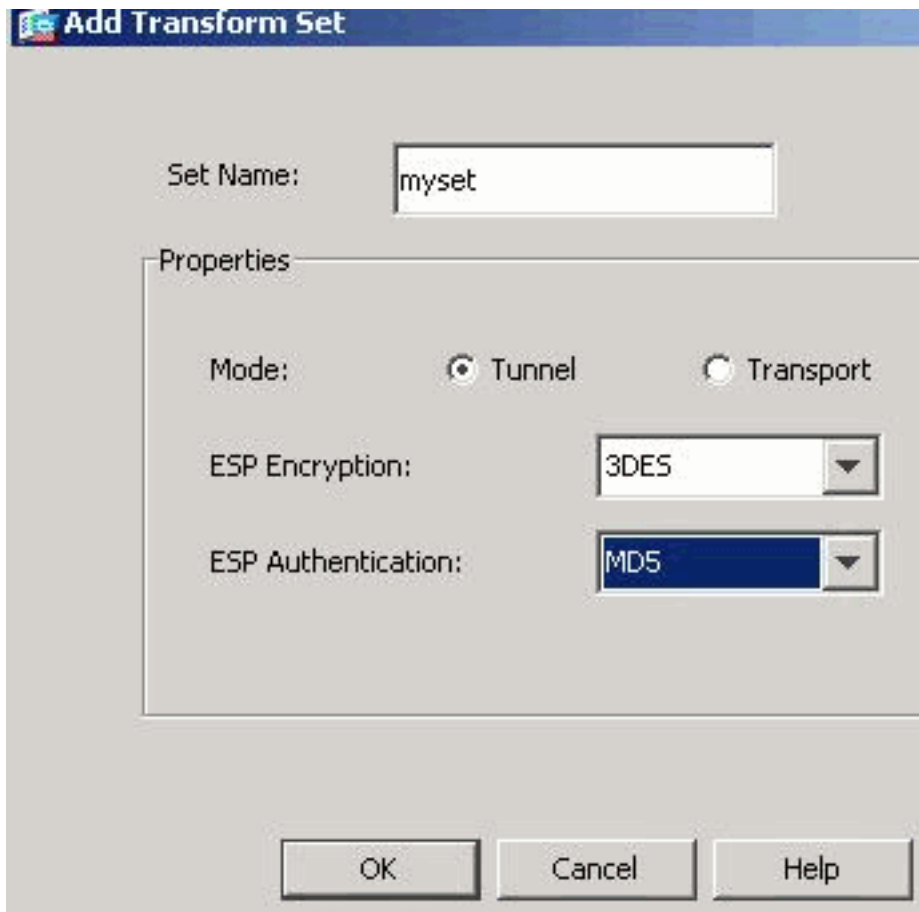 Add Transform Set
Set Name: myset
Properties
Mode: Tunnel Transport
ESP Encryption: 3DES
ESP Authentication: MD5
OK Cancel Help